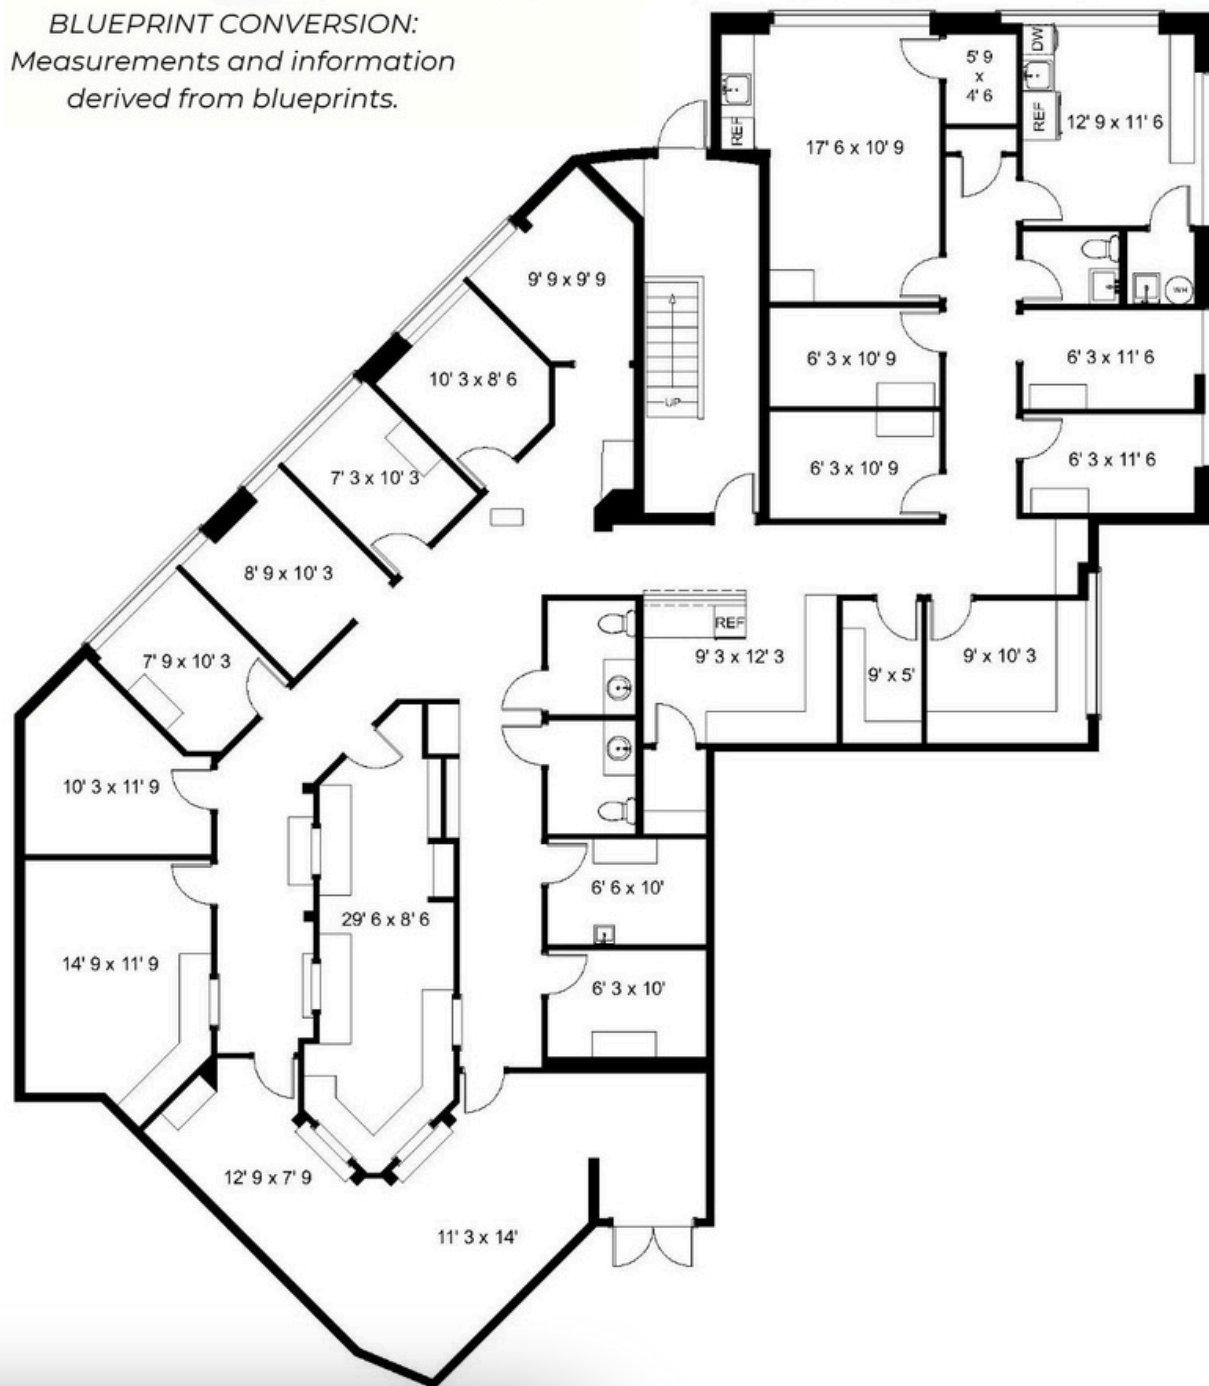 BLUEPRINT CONVERSION:
Measurements and information
derived from blueprints.
DW
5' 9
x
4' 6
REF
REF
12' 9 x 11' 6
17' 6 x 10' 9
9' 9 x 9' 9
WH
10' 3 x 8' 6
6' 3 x 10' 9
6' 3 x 11' 6
UP
7' 3 x 10' 3
6' 3 x 10' 9
6' 3 x 11' 6
8' 9 x 10' 3
REF
7' 9 x 10' 3
9' 3 x 12' 3
9' x 5'
9' x 10' 3
10' 3 x 11' 9
6' 6 x 10'
29' 6 x 8' 6
14' 9 x 11' 9
6' 3 x 10'
12' 9 x 7' 9
11' 3 x 14'